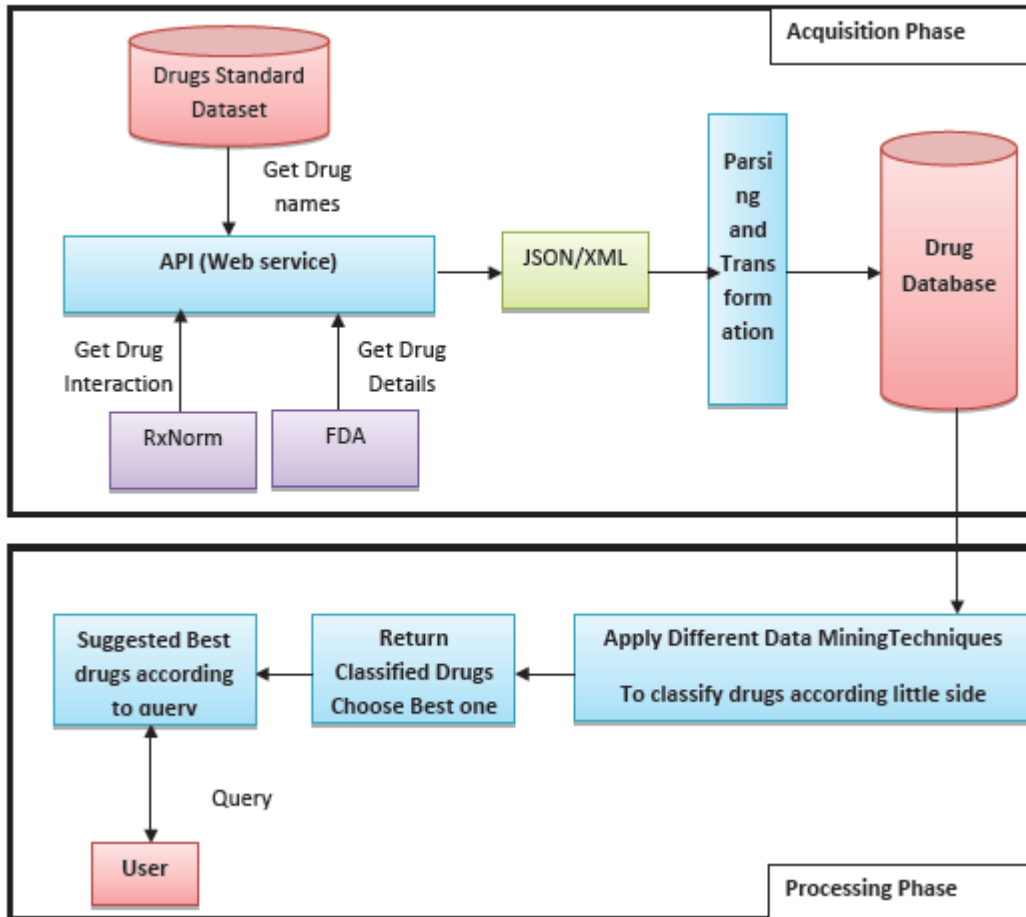 Acquisition Phase
Drugs Standard
Dataset
Get Drug
names
API (Web service)
JSON/XML
Parsi
ng
and
Trans
form
ation
Drug
Database
Get Drug
Interaction
Get Drug
Details
RxNorm
FDA
Suggested Best
drugs according
to query
Return
Classified Drugs
Choose Best one
Apply Different Data MiningTechniques
To classify drugs according little side
Query
User
Processing Phase